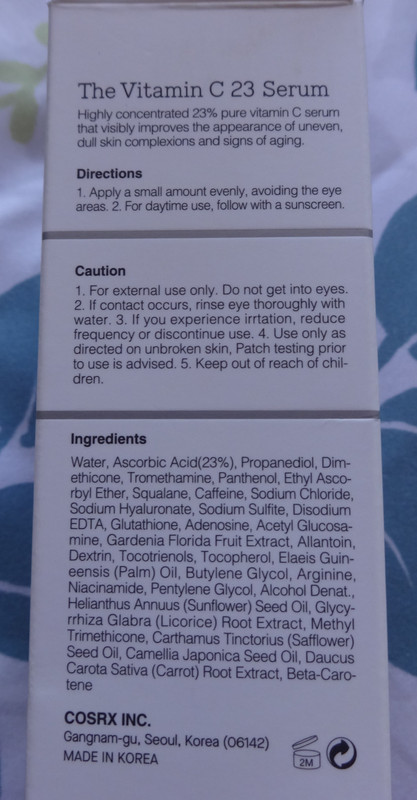 The Vitamin C 23 Serum
Highly concentrated 23% pure vitamin C serum
that visibly improves the appearance of uneven,
dull skin complexions and signs of aging.
Directions
1. Apply a small amount evenly, avoiding the eye
areas. 2. For daytime use, follow with a sunscreen.
Caution
1. For external use only. Do not get into eyes.
2. If contact occurs, rinse eye thoroughly with
water. 3. If you experience irrtation, reduce
frequency or discontinue use. 4. Use only as
directed on unbroken skin, Patch testing prior
to use is advised. 5. Keep out of reach of chil-
dren.
Ingredients
Water, Ascorbic Acid(23%), Propanediol, Dim-
ethicone, Tromethamine, Panthenol, Ethyl Asco-
rbyl Ether, Squalane, Caffeine, Sodium Chloride,
Sodium Hyaluronate, Sodium Sulfite, Disodium
EDTA, Glutathione, Adenosine, Acetyl Glucosa-
mine, Gardenia Florida Fruit Extract, Allantoin,
Dextrin, Tocotrienols, Tocopherol, Elaeis Guin-
eensis (Palm) Oil, Butylene Glycol, Arginine,
Niacinamide, Pentylene Glycol, Alcohol Denat.,
Helianthus Annuus (Sunflower) Seed Oil, Glycy-
rrhiza Glabra (Licorice) Root Extract, Methyl
Trimethicone, Carthamus Tinctorius (Safflower)
Seed Oil, Camellia Japonica Seed Oil, Daucus
Carota Sativa (Carrot) Root Extract, Beta-Caro-
tene
COSRX INC.
Gangnam-gu, Seoul, Korea (06142)
MADE IN KOREA
2M